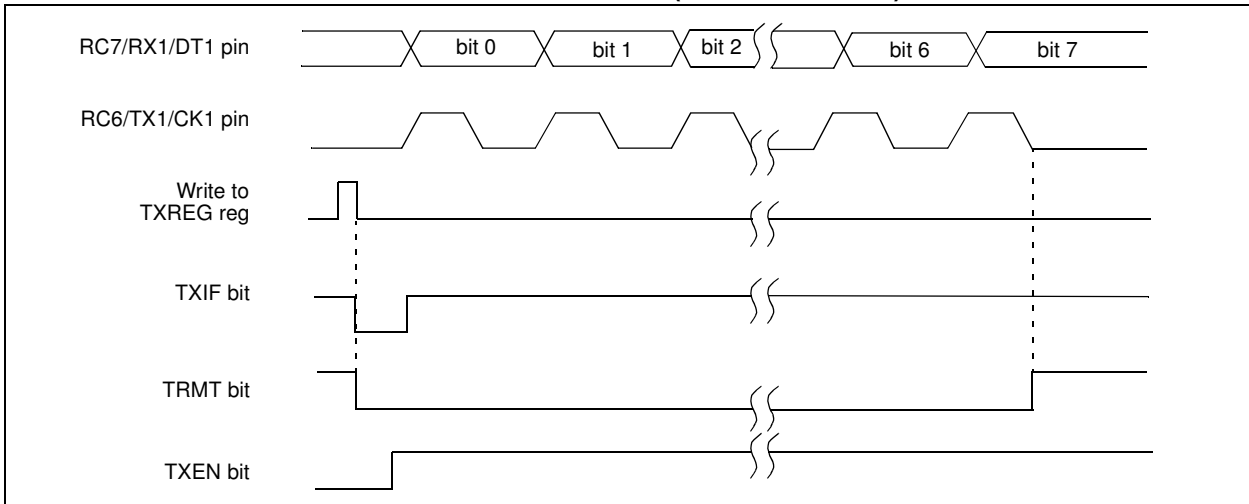 RC7/RX1/DT1 pin
bit 0
bit 1
bit 2
bit 6
bit 7
RC6/TX1/CK1 pin
Write to
TXREG reg
TXIF bit
TRMT bit
TXEN bit